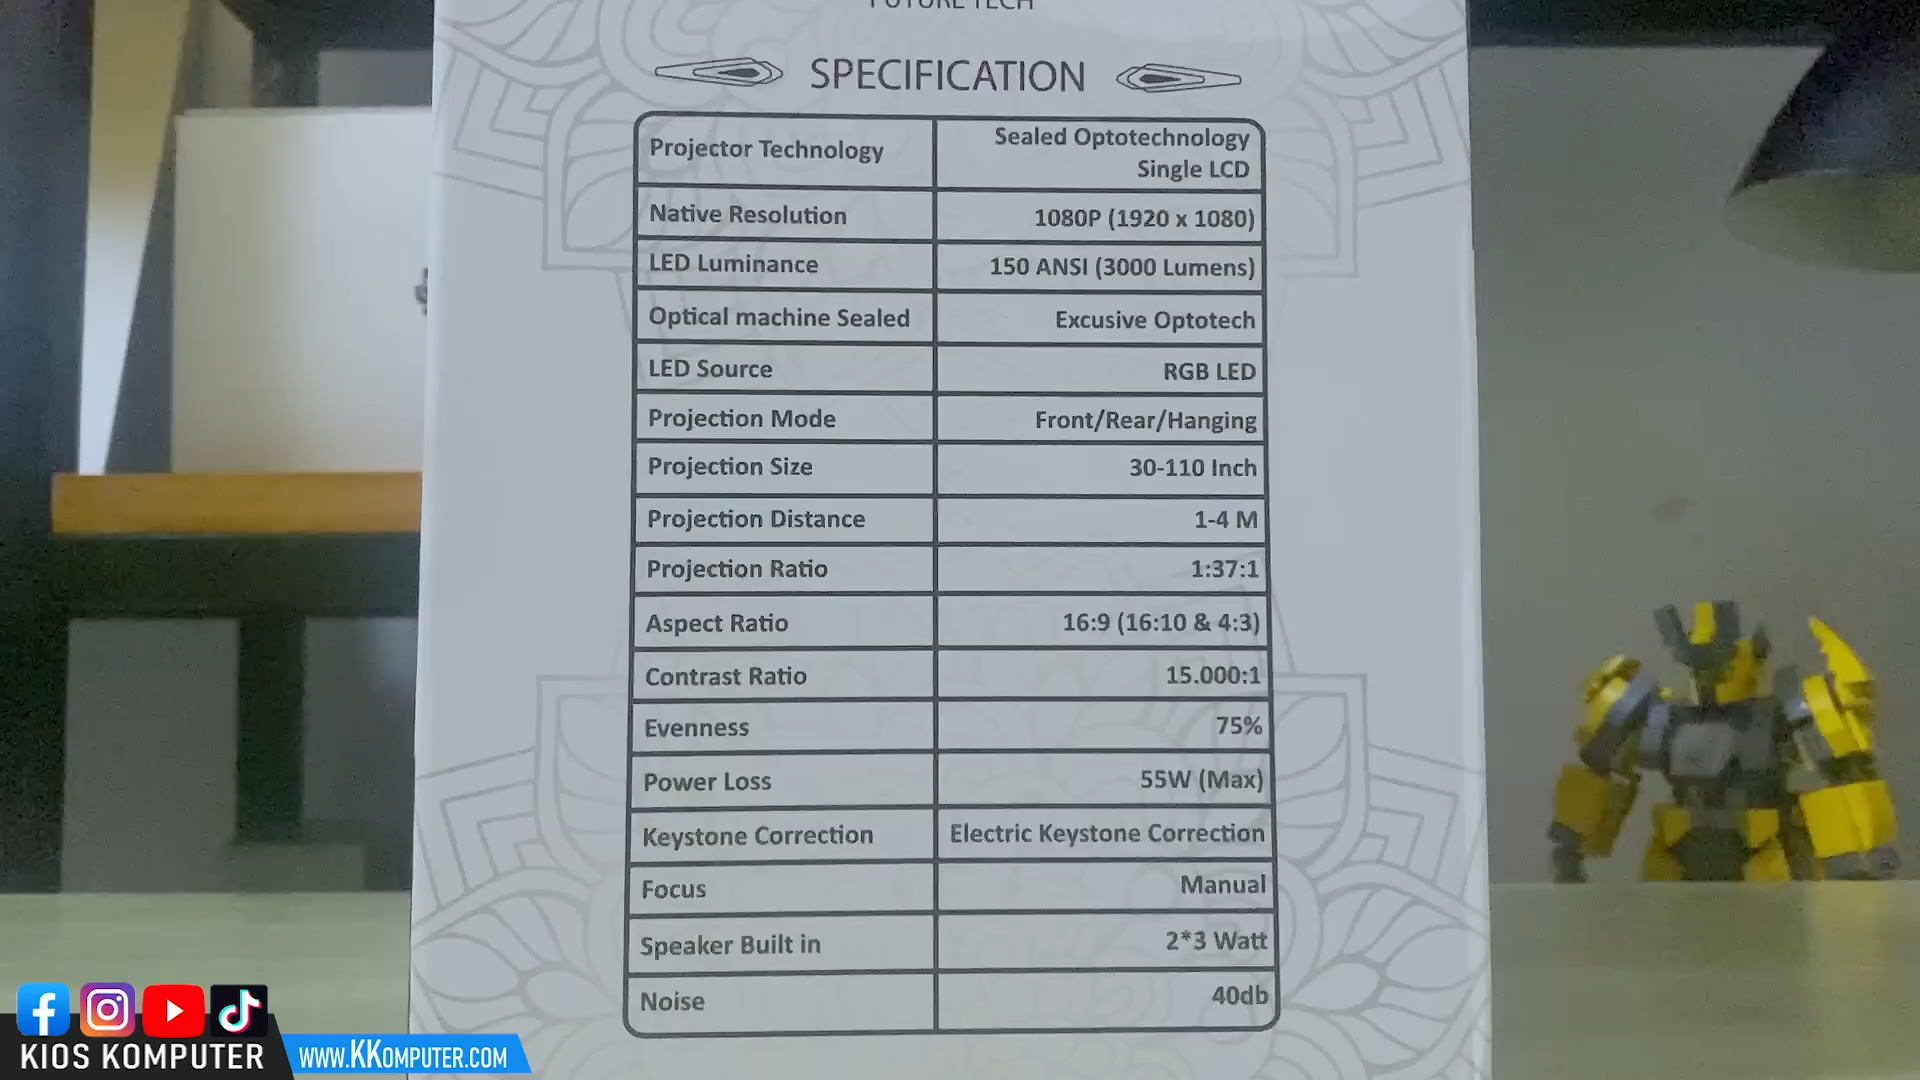 FUTURE TECH
SPECIFICATION
Projector Technology
Sealed Optotechnology
Single LCD
Native Resolution
1080P (1920 x 1080)
LED Luminance
150 ANSI (3000 Lumens)
Optical machine Sealed
Excusive Optotech
LED Source
RGB LED
Projection Mode
Front/Rear/Hanging
Projection Size
30-110 Inch
Projection Distance
1-4 M
Projection Ratio
1:37:1
Aspect Ratio
16:9 (16:10 & 4:3)
Contrast Ratio
15.000:1
Evenness
75%
Power Loss
55W (Max)
Keystone Correction
Electric Keystone Correction
Focus
Manual
Speaker Built in
2*3 Watt
Noise
40db
KIOS KOMPUTER
www.KKomputer.com